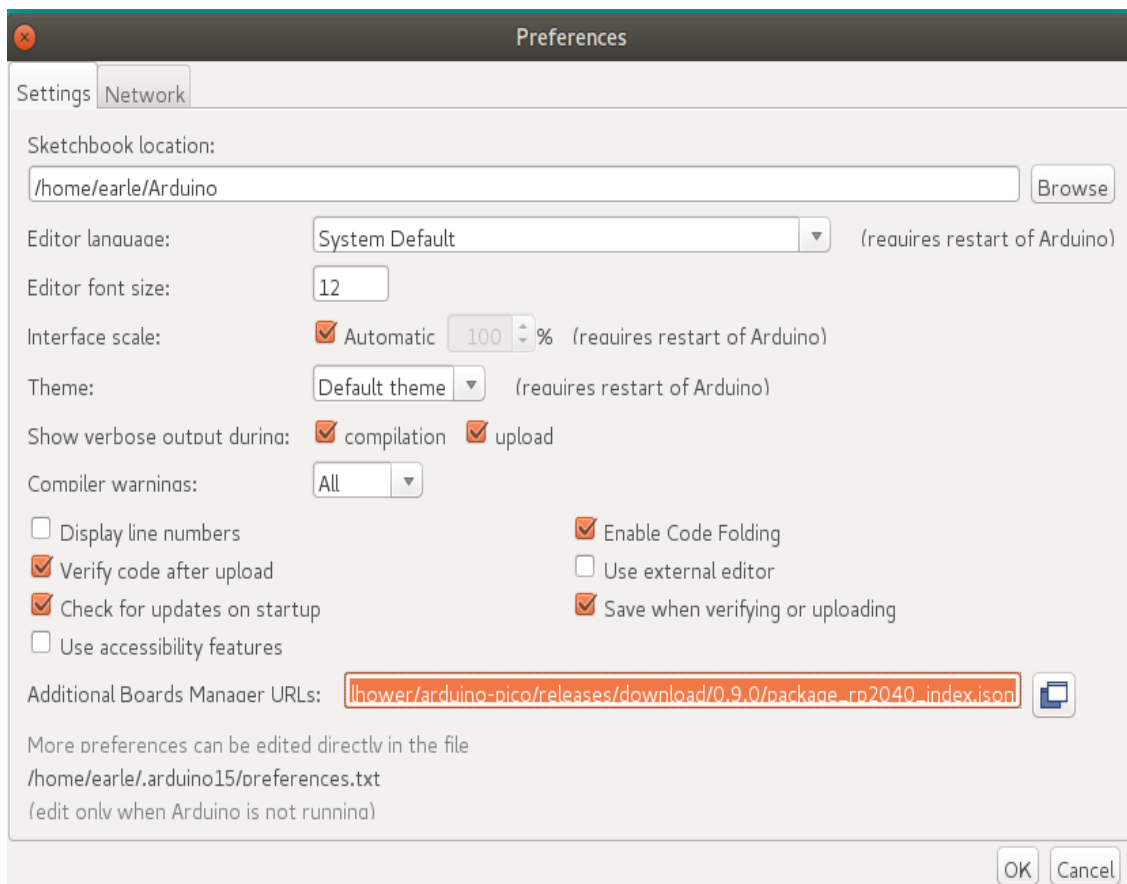 Preferences
Settings Network
Sketchbook location:
/home/earle/Arduino Browse
Editor language: System Default (requires restart of Arduino)
Editor font size: 12
Interface scale: Automatic 100 % (requires restart of Arduino)
Theme: Default theme (requires restart of Arduino)
Show verbose output during: compilation upload
Compiler warnings: All
Display line numbers Enable Code Folding
Verify code after upload Use external editor
Check for updates on startup Save when verifying or uploading
Use accessibility features
Additional Boards Manager URLs: lhower/arduino-pico/releases/download/0.9.0/package_rp2040_index.json
More preferences can be edited directly in the file
/home/earle/.arduino15/preferences.txt
(edit only when Arduino is not running)
OK Cancel